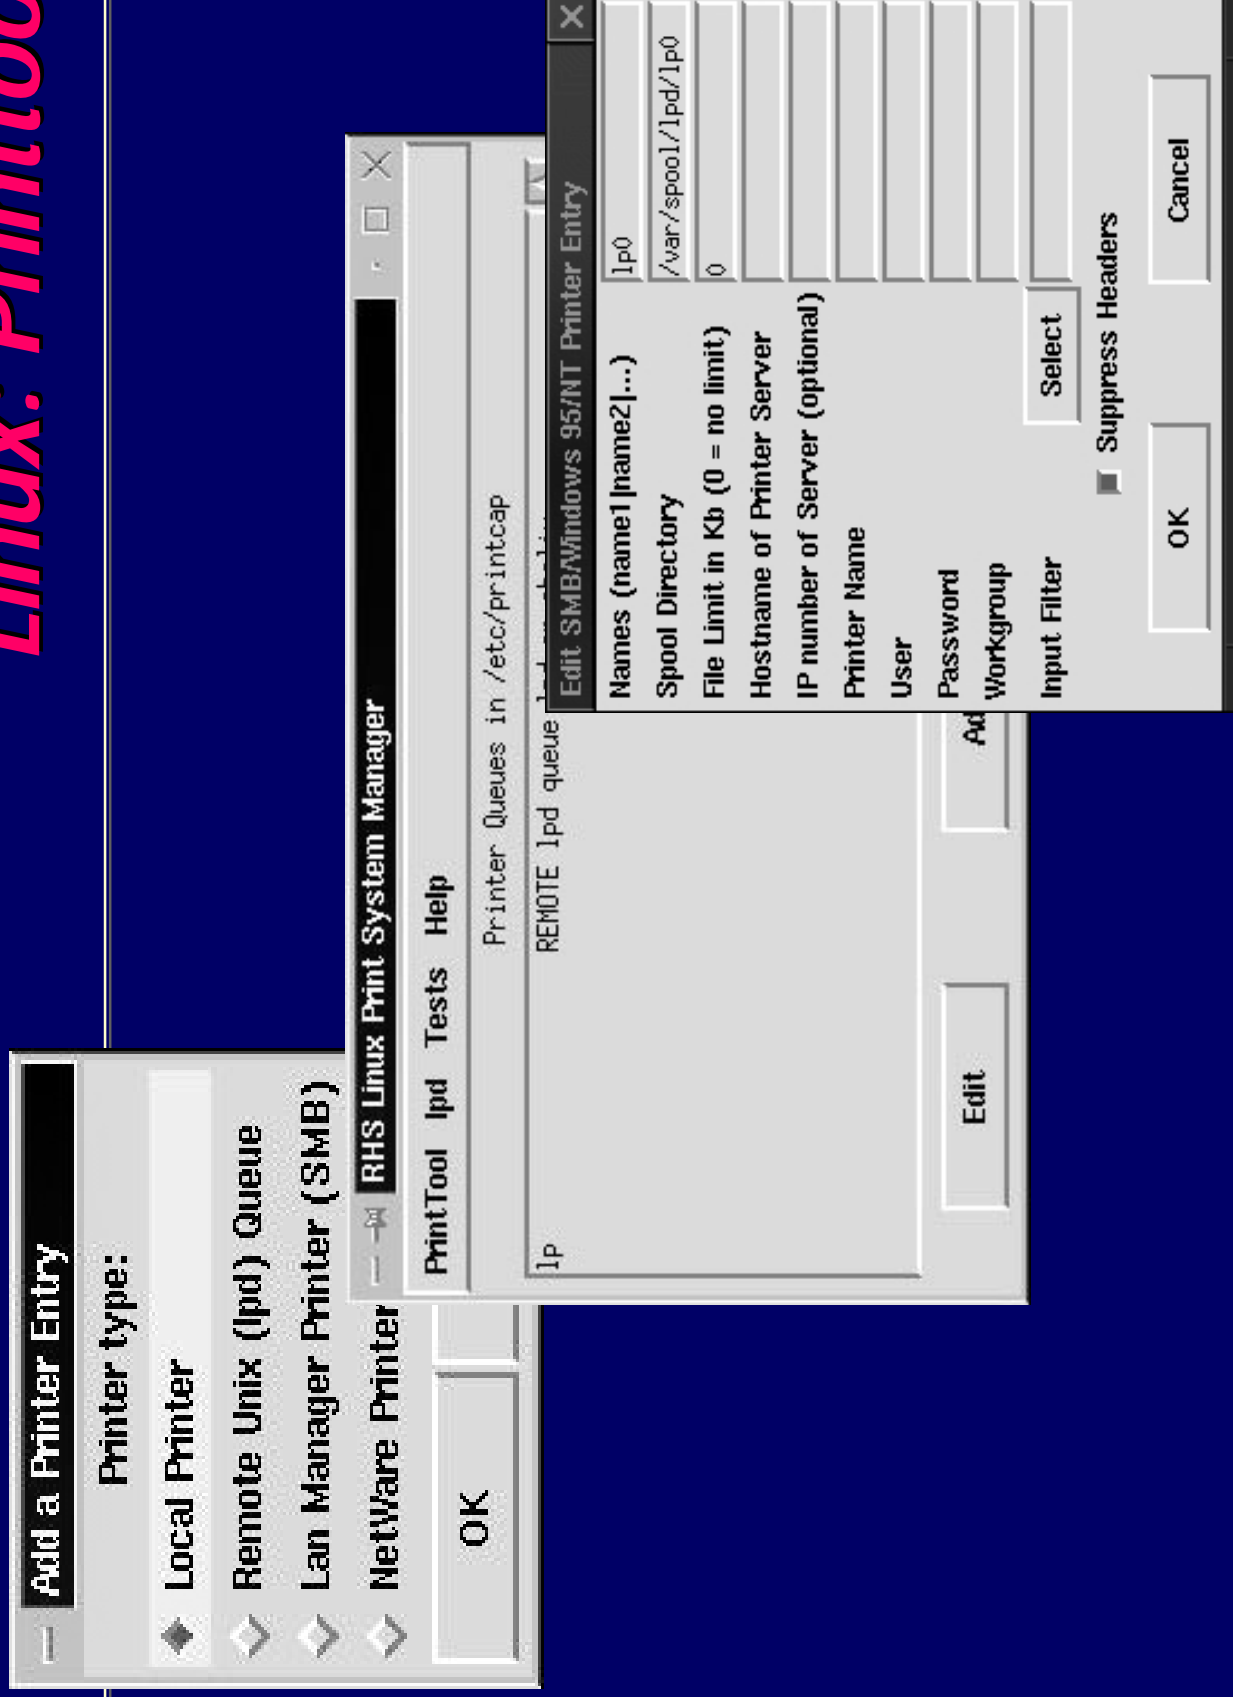 Linux: Printtoo
Add a Printer Entry
Printer type:
Local Printer
Remote Unix (lpd) Queue
Lan Manager Printer (SMB)
NetWare Printer
OK
RHS Linux Print System Manager
PrintTool lpd Tests Help
Printer Queues in /etc/printcap
lp REMOTE lpd queue
Edit
Ad
Edit SMB/Windows 95/NT Printer Entry
Names (name1|name2|...) lp0
Spool Directory /var/spool/lpd/lp0
File Limit in Kb (0 = no limit) 0
Hostname of Printer Server
IP number of Server (optional)
Printer Name
User
Password
Workgroup
Input Filter Select
Suppress Headers
OK Cancel